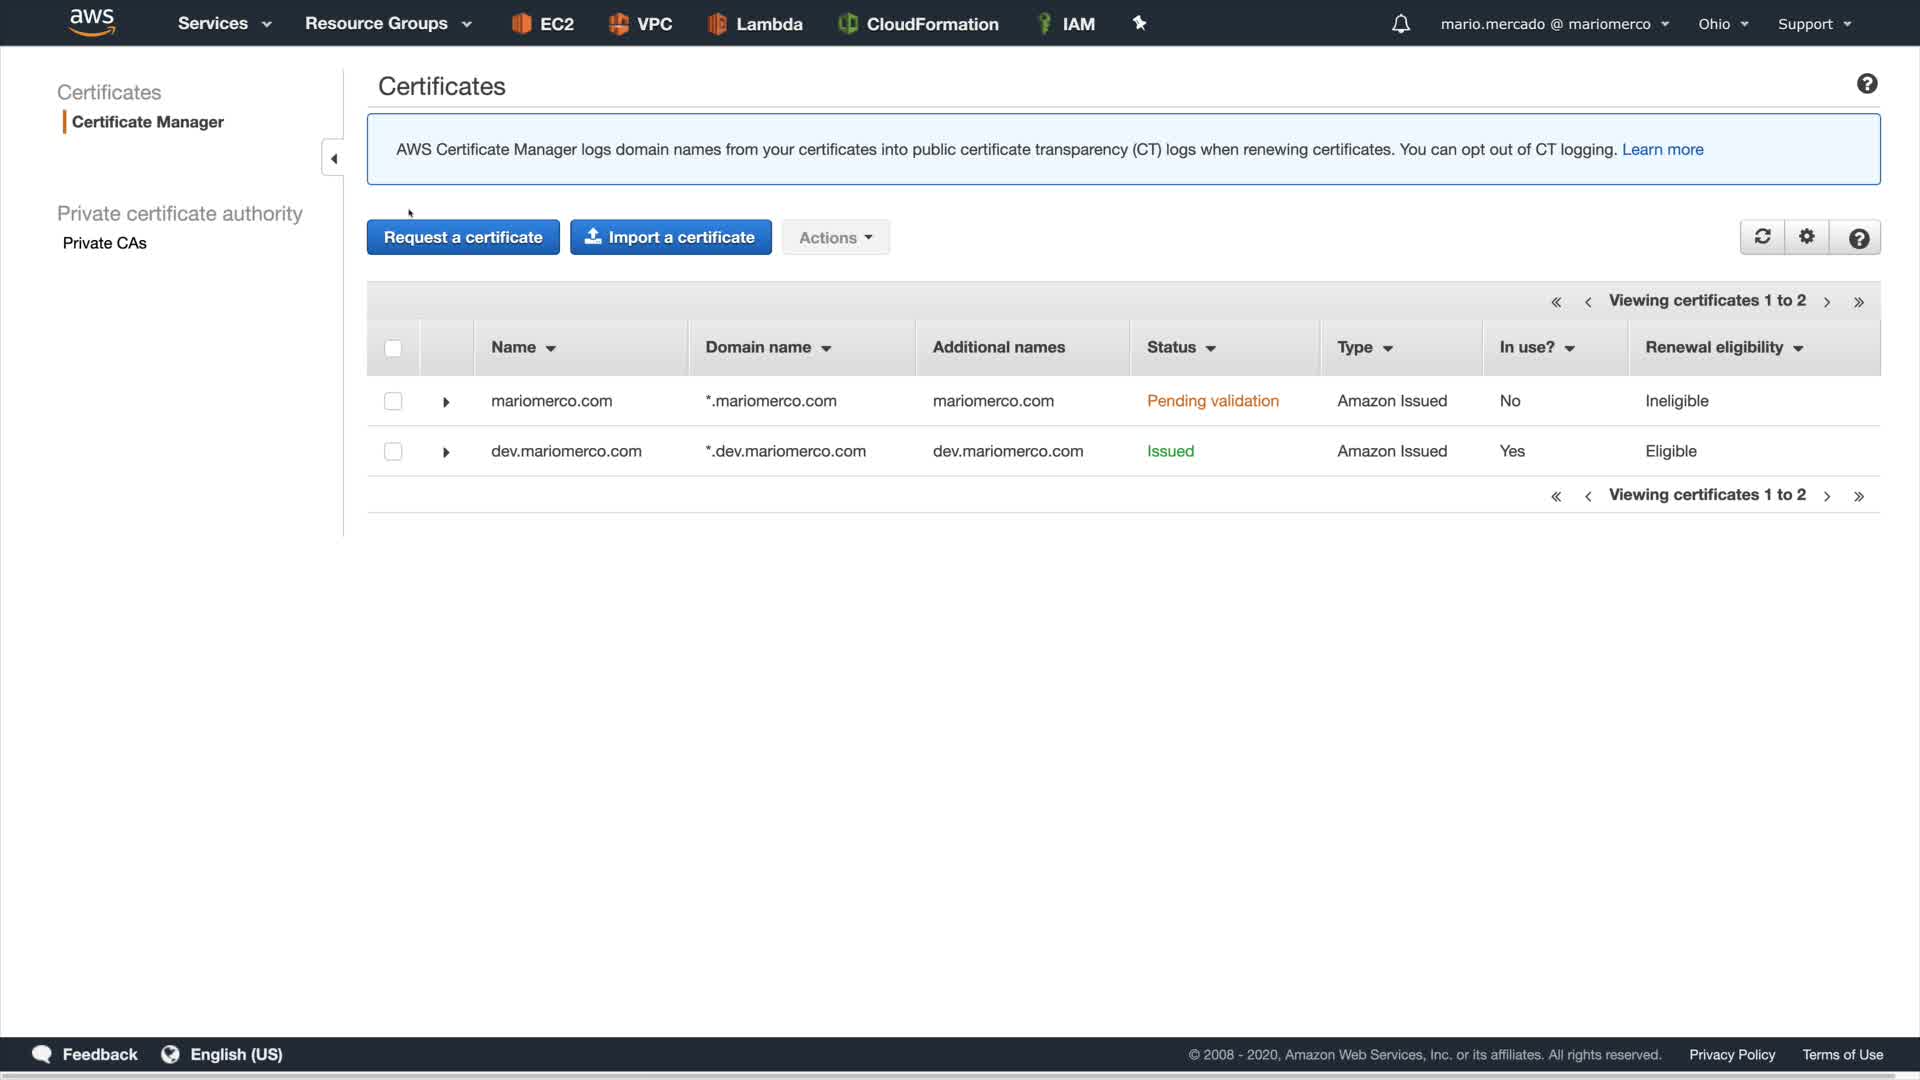 aws Services Resource Groups EC2 VPC Lambda CloudFormation IAM mario.mercado @ mariomerco Ohio Support
Certificates
Certificate Manager
Private certificate authority
Private CAs
Certificates
AWS Certificate Manager logs domain names from your certificates into public certificate transparency (CT) logs when renewing certificates. You can opt out of CT logging. Learn more
Request a certificate Import a certificate Actions
« ‹ Viewing certificates 1 to 2 › »
Name Domain name Additional names Status Type In use? Renewal eligibility
mariomerco.com *.mariomerco.com mariomerco.com Pending validation Amazon Issued No Ineligible
dev.mariomerco.com *.dev.mariomerco.com dev.mariomerco.com Issued Amazon Issued Yes Eligible
« ‹ Viewing certificates 1 to 2 › »
Feedback English (US) © 2008 - 2020, Amazon Web Services, Inc. or its affiliates. All rights reserved. Privacy Policy Terms of Use